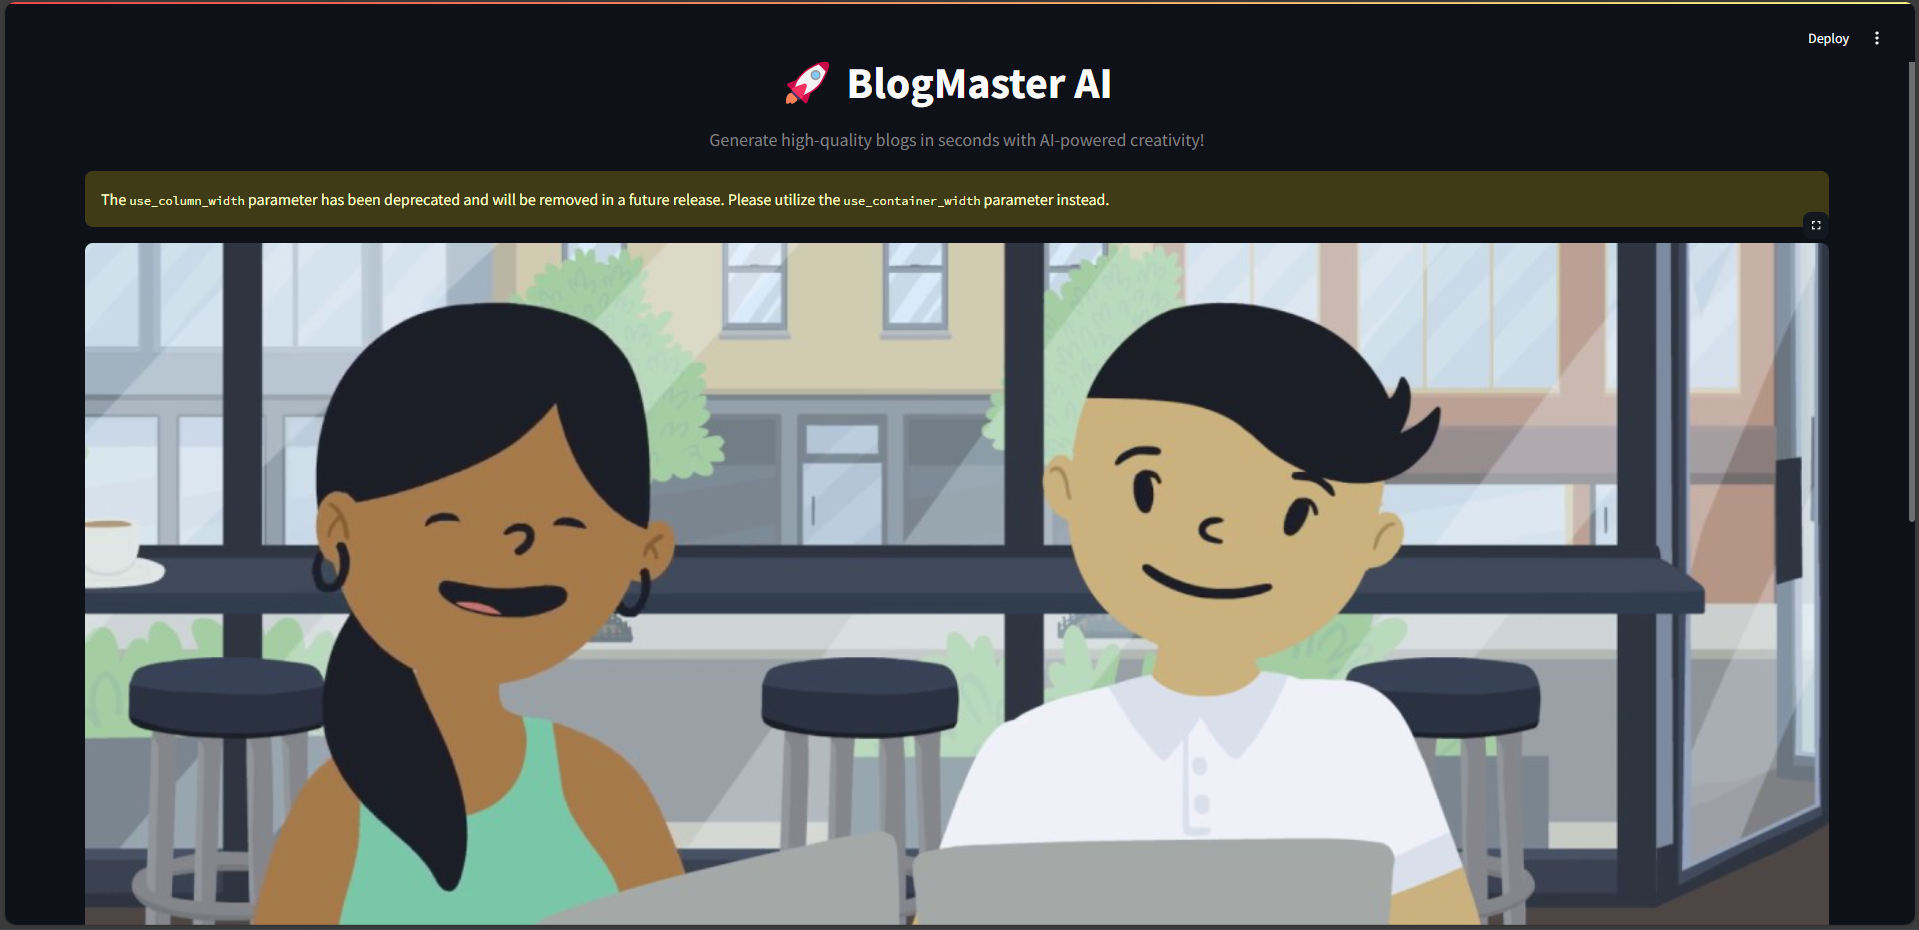 Deploy
🚀 BlogMaster AI
Generate high-quality blogs in seconds with AI-powered creativity!
The use_column_width parameter has been deprecated and will be removed in a future release. Please utilize the use_container_width parameter instead.